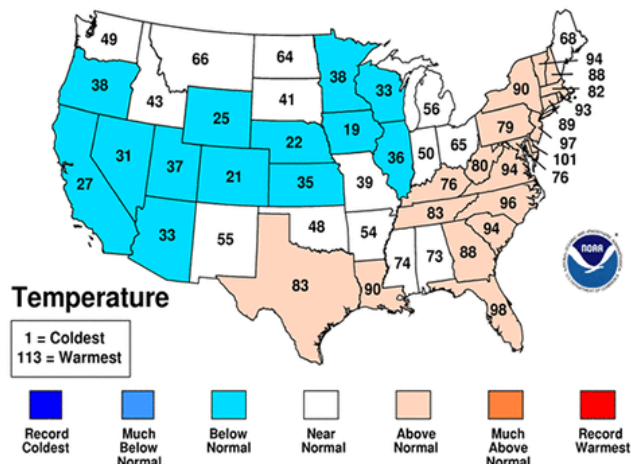 49
66
64
68
94
38
38
33
90
88
43
41
56
82
25
93
79
89
19
65
97
22
50
31
36
80
101
37
94
76
21
35
39
76
27
96
83
33
48
94
55
54
88
74
73
83
90
98
NOAA
Temperature
1 = Coldest
113 = Warmest
Record
Coldest
Much
Below
Normal
Below
Normal
Near
Normal
Above
Normal
Much
Above
Normal
Record
Warmest